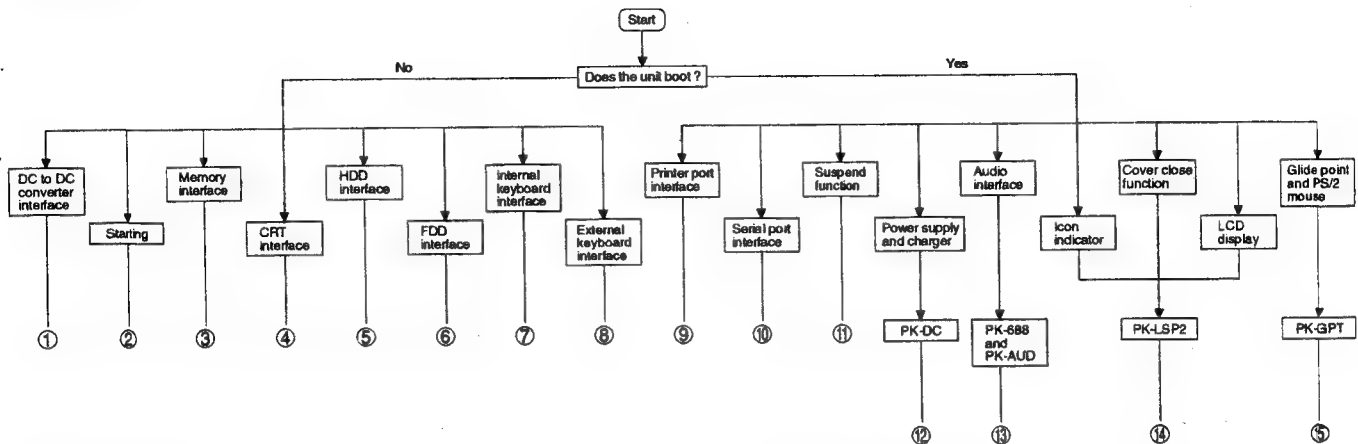 Start
Does the unit boot ?
No
Yes
DC to DC
converter
interface
Starting
Memory
interface
CRT
interface
HDD
interface
FDD
interface
internal
keyboard
interface
External
keyboard
interface
Printer port
interface
Serial port
interface
Suspend
function
Power supply
and charger
Audio
interface
Icon
indicator
Cover close
function
LCD
display
Glide point
and PS/2
mouse
PK-DC
PK-688
and
PK-AUD
PK-LSP2
PK-GPT
①
②
③
④
⑤
⑥
⑦
⑧
⑨
⑩
⑪
⑫
⑬
⑭
⑮